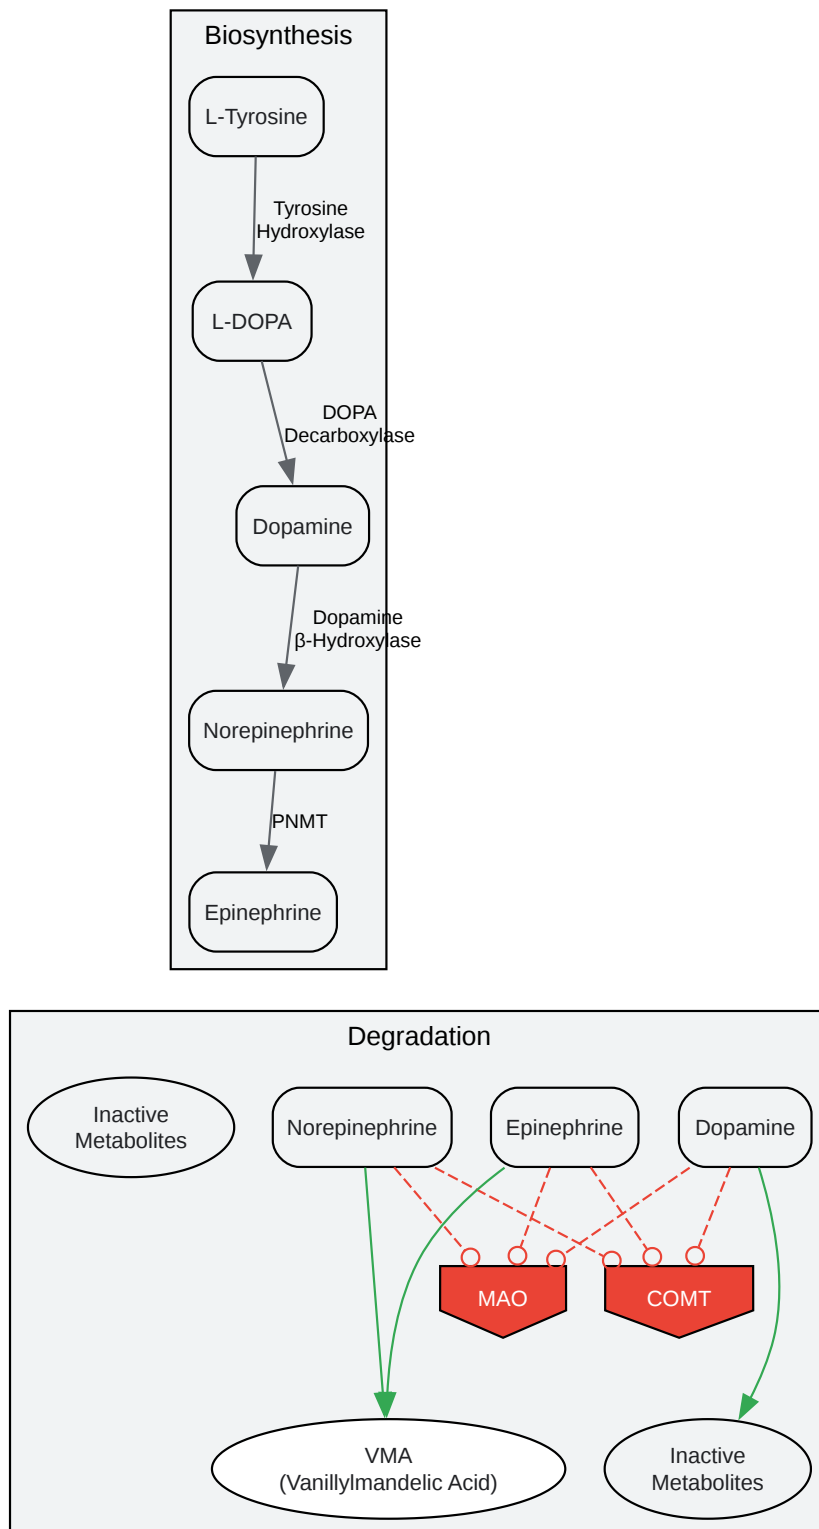 Biosynthesis
L-Tyrosine
Tyrosine
Hydroxylase
L-DOPA
DOPA
Decarboxylase
Dopamine
Dopamine
β-Hydroxylase
Norepinephrine
PNMT
Epinephrine
Degradation
Inactive
Metabolites
Norepinephrine
Epinephrine
Dopamine
MAO
COMT
VMA
(Vanillylmandelic Acid)
Inactive
Metabolites